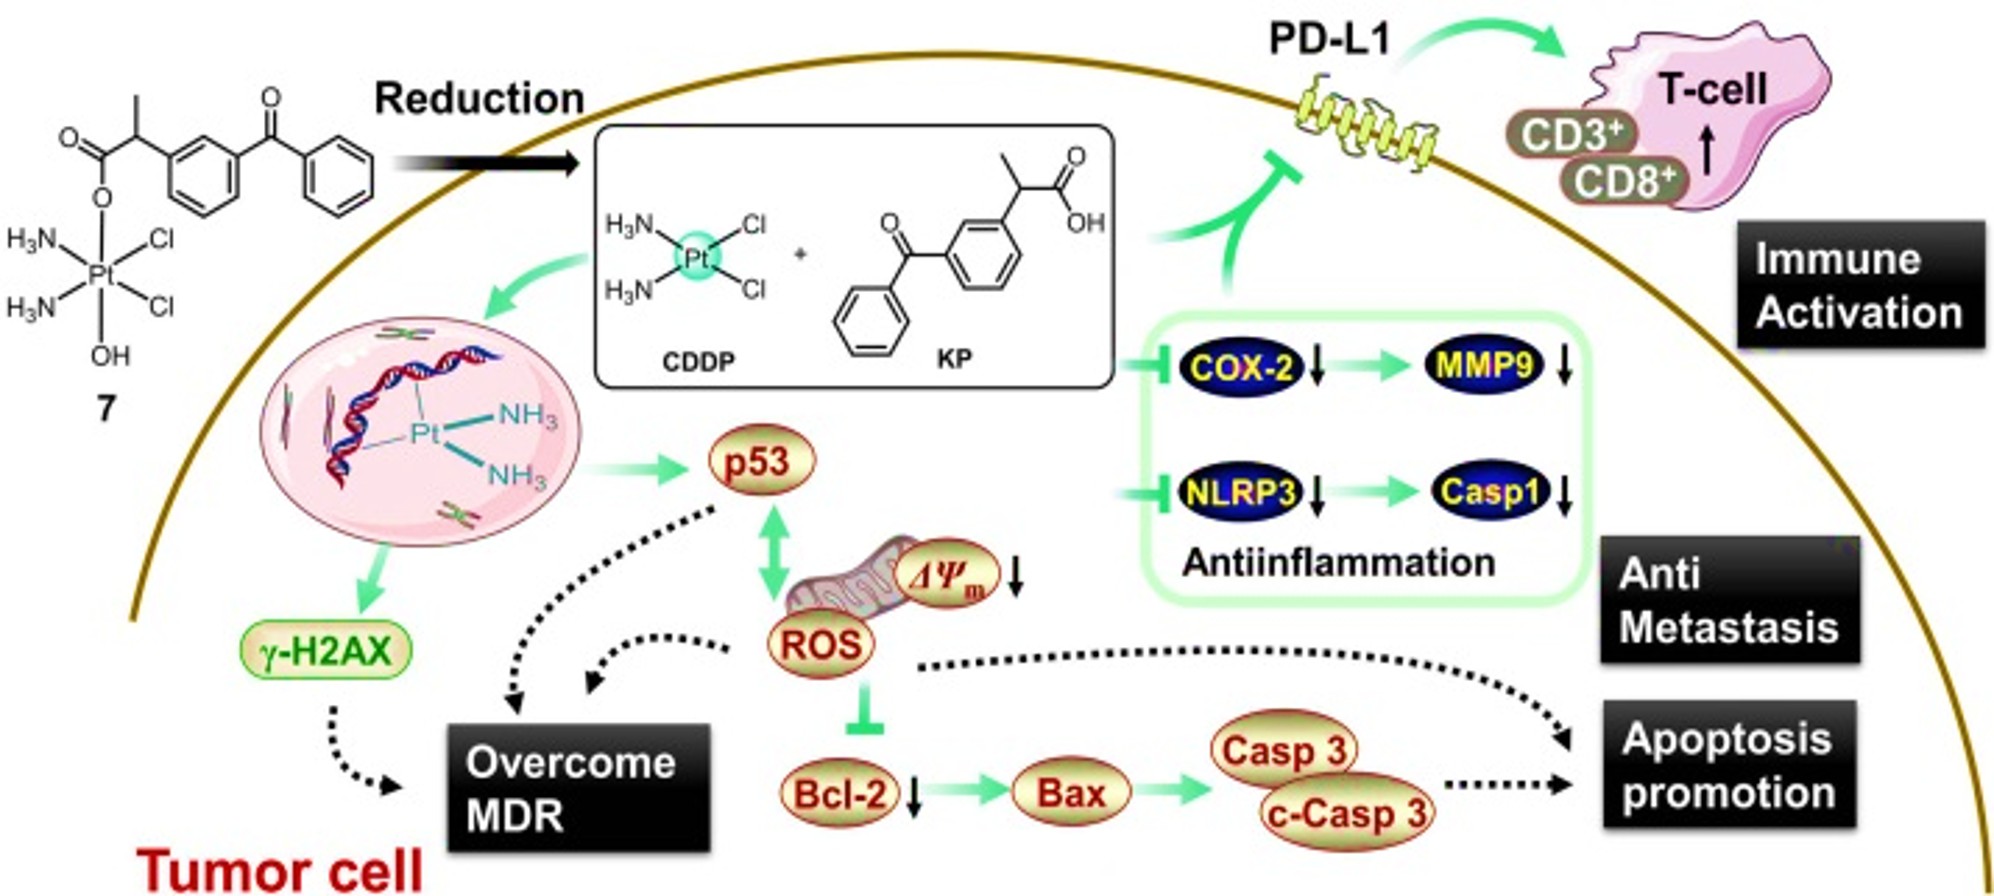 PD-L1
T-cell
CD3⁺
CD8⁺
Reduction
O
O
O
H₃N
Cl
Pt
H₃N
Cl
OH
7
H₃N
Cl
Pt
H₃N
Cl
CDDP
+
O
O
OH
KP
Immune
Activation
COX-2
MMP9
NLRP3
Casp1
Antiinflammation
Pt
NH₃
NH₃
p53
ΔΨm
ROS
γ-H2AX
Anti
Metastasis
Overcome
MDR
Bcl-2
Bax
Casp 3
c-Casp 3
Apoptosis
promotion
Tumor cell